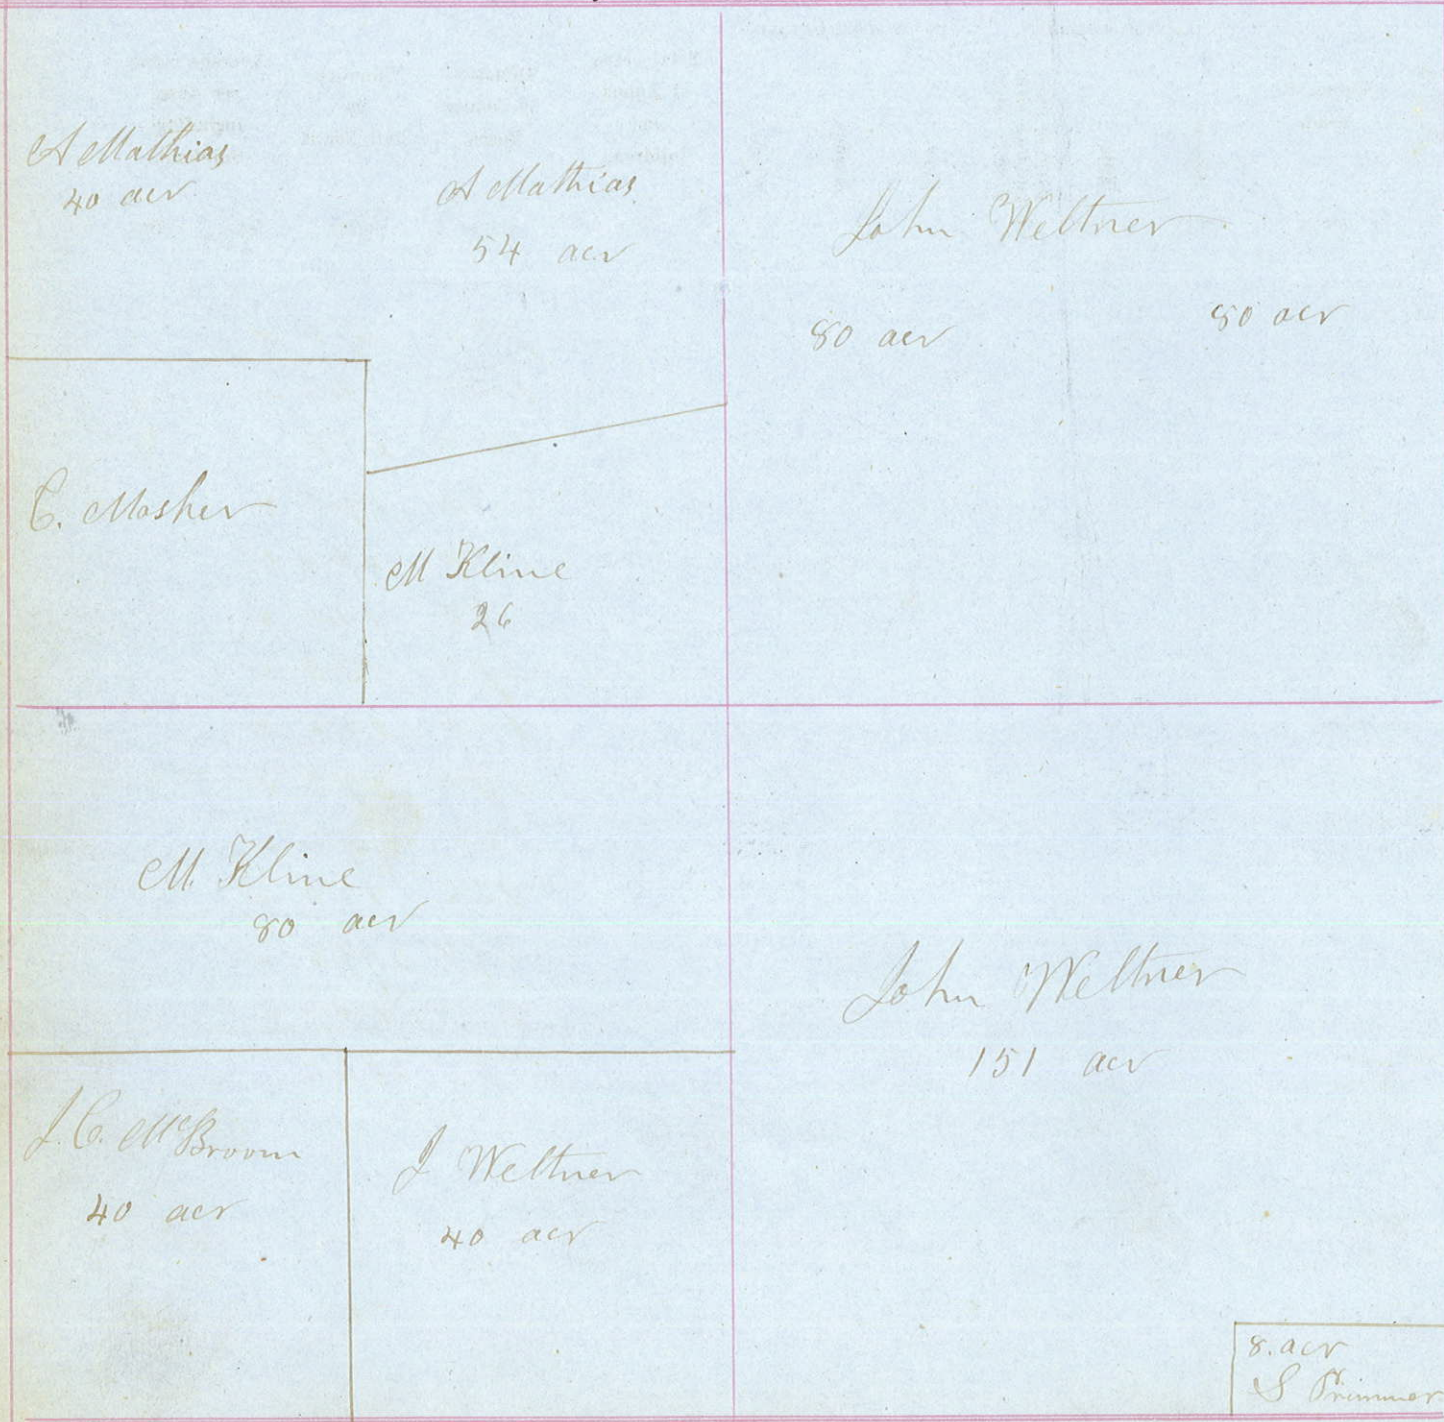 A Mathias
40 acr
A Mathias
54 acr
John Weltner
80 acr
80 acr
C. Mosher
M Kline
26
M. Kline
80 acr
John Weltner
151 acr
J. C. McBroom
40 acr
J Weltner
40 acr
8. acr
S Primmer